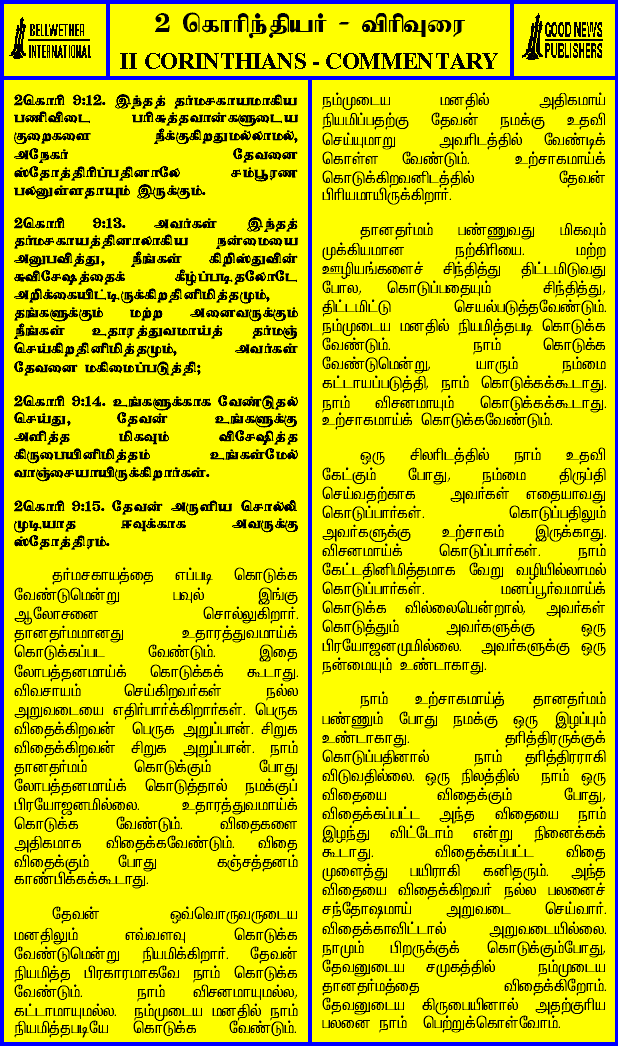 BELLWETHER
INTERNATIONAL
2 கொரிந்தியர் - விரிவுரை
II CORINTHIANS - COMMENTARY
GOOD NEWS
PUBLISHERS
2கொரி 9:12. இந்தத் தர்மசகாயமாகிய
பணிவிடை பரிசுத்தவான்களுடைய
குறைகளை நீக்குகிறதுமல்லாமல்,
அநேகர் தேவனை
ஸ்தோத்திரிப்பதினாலே சம்பூரண
பலனுள்ளதாயும் இருக்கும்.
2கொரி 9:13. அவர்கள் இந்தத்
தர்மசகாயத்தினாலாகிய நன்மையை
அனுபவித்து, நீங்கள் கிறிஸ்துவின்
சுவிசேஷத்தைக் கீழ்ப்படிதலோடே
அறிக்கையிட்டிருக்கிறதினிமித்தமும்,
தங்களுக்கும் மற்ற அனைவருக்கும்
நீங்கள் உதாரத்துவமாய்த் தர்மஞ்
செய்கிறதினிமித்தமும், அவர்கள்
தேவனை மகிமைப்படுத்தி;
2கொரி 9:14. உங்களுக்காக வேண்டுதல்
செய்து, தேவன் உங்களுக்கு
அளித்த மிகவும் விசேஷித்த
கிருபையினிமித்தம் உங்கள்மேல்
வாஞ்சையாயிருக்கிறார்கள்.
2கொரி 9:15. தேவன் அருளிய சொல்லி
முடியாத ஈவுக்காக அவருக்கு
ஸ்தோத்திரம்.
தர்மசகாயத்தை எப்படி கொடுக்க
வேண்டுமென்று பவுல் இங்கு
ஆலோசனை சொல்லுகிறார்.
தானதர்மமானது உதாரத்துவமாய்க்
கொடுக்கப்பட வேண்டும். இதை
லோபத்தனமாய்க் கொடுக்கக் கூடாது.
விவசாயம் செய்கிறவர்கள் நல்ல
அறுவடையை எதிர்பார்க்கிறார்கள். பெருக
விதைக்கிறவன் பெருக அறுப்பான். சிறுக
விதைக்கிறவன் சிறுக அறுப்பான். நாம்
தானதர்மம் கொடுக்கும் போது
லோபத்தனமாய்க் கொடுத்தால் நமக்குப்
பிரயோஜனமில்லை. உதாரத்துவமாய்க்
கொடுக்க வேண்டும். விதைகளை
அதிகமாக விதைக்கவேண்டும். விதை
விதைக்கும் போது கஞ்சத்தனம்
காண்பிக்கக்கூடாது.
தேவன் ஒவ்வொருவருடைய
மனதிலும் எவ்வளவு கொடுக்க
வேண்டுமென்று நியமிக்கிறார். தேவன்
நியமித்த பிரகாரமாகவே நாம் கொடுக்க
வேண்டும். நாம் விசனமாயுமல்ல,
கட்டாமாயுமல்ல. நம்முடைய மனதில் நாம்
நியமித்தபடியே கொடுக்க வேண்டும்.
நம்முடைய மனதில் அதிகமாய்
நியமிப்பதற்கு தேவன் நமக்கு உதவி
செய்யுமாறு அவரிடத்தில் வேண்டிக்
கொள்ள வேண்டும். உற்சாகமாய்க்
கொடுக்கிறவனிடத்தில் தேவன்
பிரியமாயிருக்கிறார்.
தானதர்மம் பண்ணுவது மிகவும்
முக்கியமான நற்கிரியை. மற்ற
ஊழியங்களைச் சிந்தித்து திட்டமிடுவது
போல, கொடுப்பதையும் சிந்தித்து,
திட்டமிட்டு செயல்படுத்தவேண்டும்.
நம்முடைய மனதில் நியமித்தபடி கொடுக்க
வேண்டும். நாம் கொடுக்க
வேண்டுமென்று, யாரும் நம்மை
கட்டாயப்படுத்தி, நாம் கொடுக்கக்கூடாது.
நாம் விசனமாயும் கொடுக்கக்கூடாது.
உற்சாகமாய்க் கொடுக்கவேண்டும்.
ஒரு சிலரிடத்தில் நாம் உதவி
கேட்கும் போது, நம்மை திருப்தி
செய்வதற்காக அவர்கள் எதையாவது
கொடுப்பார்கள். கொடுப்பதிலும்
அவர்களுக்கு உற்சாகம் இருக்காது.
விசனமாய்க் கொடுப்பார்கள். நாம்
கேட்டதினிமித்தமாக வேறு வழியில்லாமல்
கொடுப்பார்கள். மனப்பூர்வமாய்க்
கொடுக்க வில்லையென்றால், அவர்கள்
கொடுத்தும் அவர்களுக்கு ஒரு
பிரயோஜனமுமில்லை. அவர்களுக்கு ஒரு
நன்மையும் உண்டாகாது.
நாம் உற்சாகமாய்த் தானதர்மம்
பண்ணும் போது நமக்கு ஒரு இழப்பும்
உண்டாகாது. தரித்திரருக்குக்
கொடுப்பதினால் நாம் தரித்திரராகி
விடுவதில்லை. ஒரு நிலத்தில் நாம் ஒரு
விதையை விதைக்கும் போது,
விதைக்கப்பட்ட அந்த விதையை நாம்
இழந்து விட்டோம் என்று நினைக்கக்
கூடாது. விதைக்கப்பட்ட விதை
முளைத்து பயிராகி கனிதரும். அந்த
விதையை விதைக்கிறவர் நல்ல பலனைச்
சந்தோஷமாய் அறுவடை செய்வார்.
விதைக்காவிட்டால் அறுவடையில்லை.
நாமும் பிறருக்குக் கொடுக்கும்போது,
தேவனுடைய சமுகத்தில் நம்முடைய
தானதர்மத்தை விதைக்கிறோம்.
தேவனுடைய கிருபையினால் அதற்குரிய
பலனை நாம் பெற்றுக்கொள்வோம்.